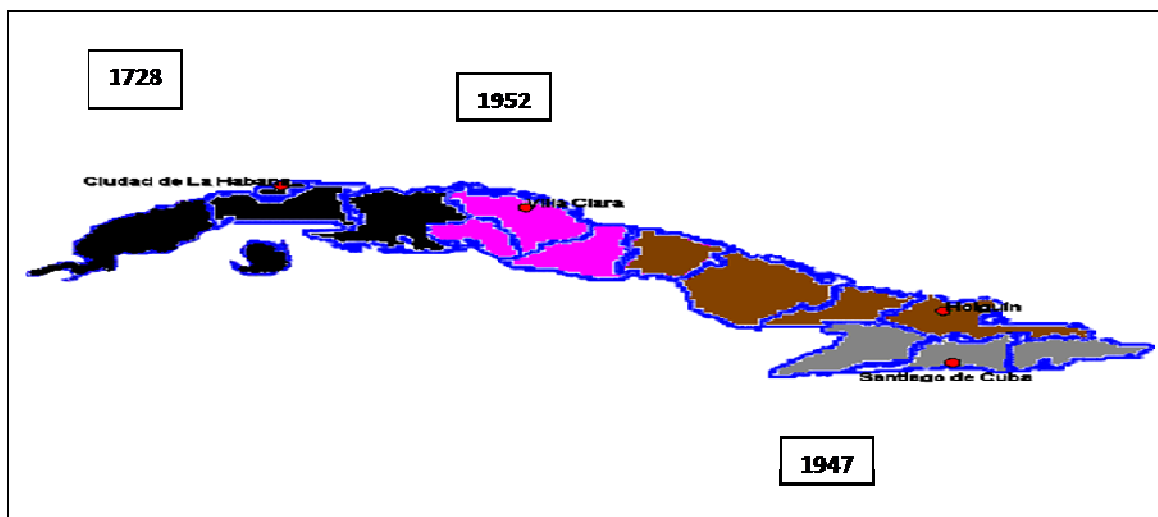 1728
1952
Ciudad de La Habana
Villa Clara
Holguín
Santiago de Cuba
1947